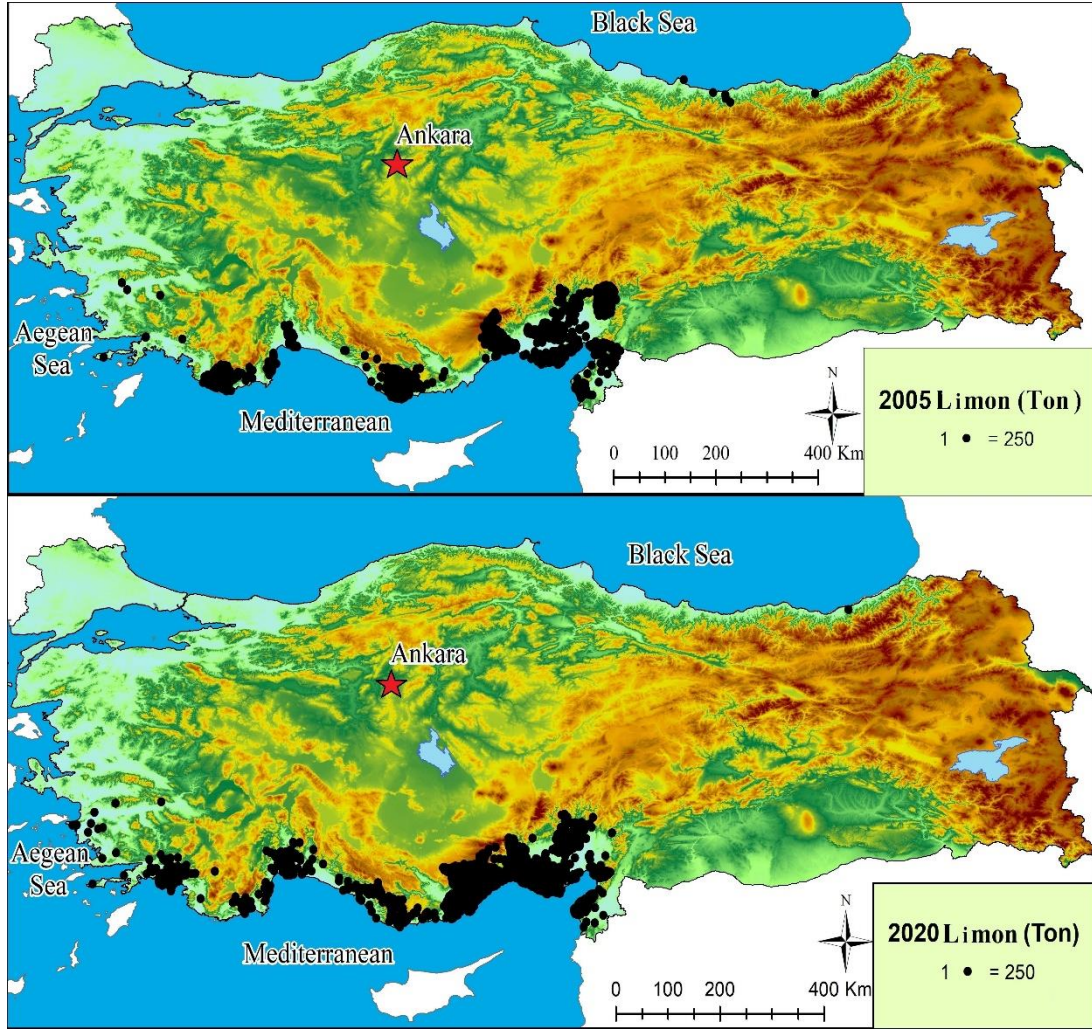 Black Sea
Ankara
Aegean
Sea
Mediterranean
N
0 100 200 400 Km
2005 Limon (Ton)
1 ● = 250
Black Sea
Ankara
Aegean
Sea
Mediterranean
N
0 100 200 400 Km
2020 Limon (Ton)
1 ● = 250